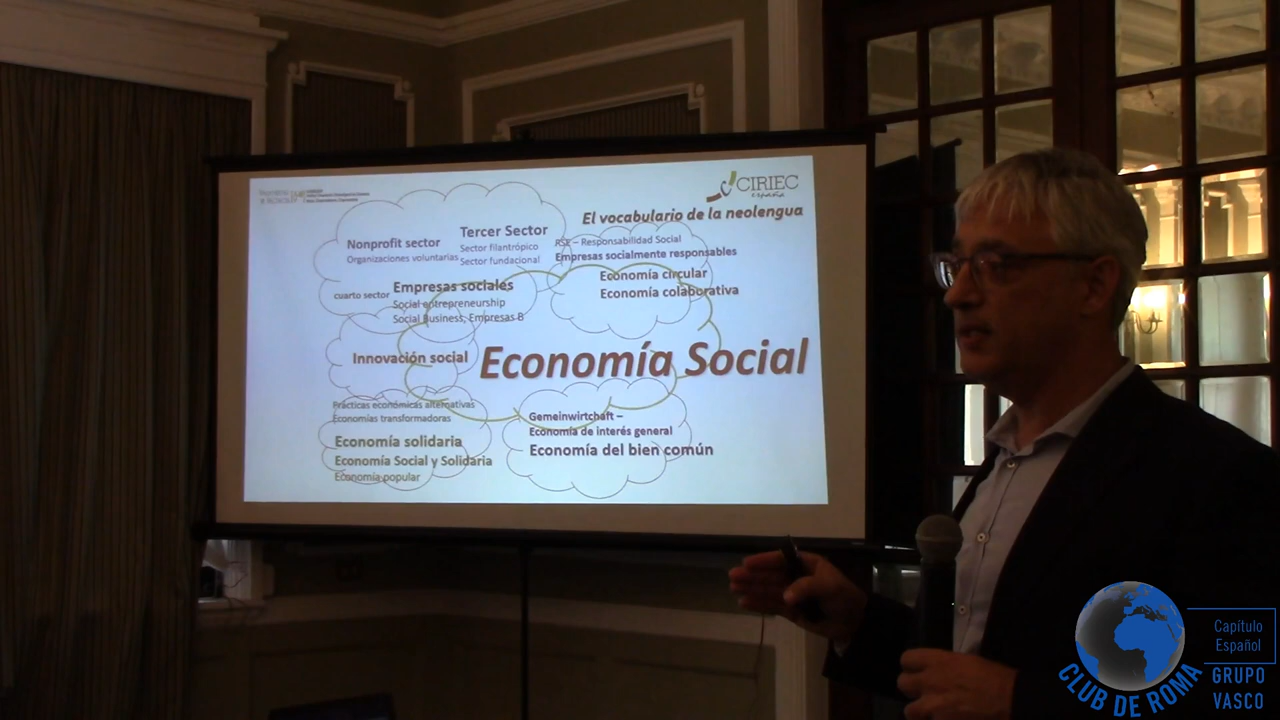 CIRIEC
españa
El vocabulario de la neolengua
Nonprofit sector
Organizaciones voluntarias
Tercer Sector
Sector filantrópico
Sector fundacional
RSE – Responsabilidad Social
Empresas socialmente responsables
Economía circular
Economía colaborativa
cuarto sector
Empresas sociales
Social entrepreneurship
Social Business, Empresas B
Innovación social
Economía Social
Prácticas económicas alternativas
Economías transformadoras
Economía solidaria
Economía Social y Solidaria
Economía popular
Gemeinwirtchaft –
Economía de interés general
Economía del bien común
CLUB DE ROMA
Capítulo
Español
GRUPO
VASCO